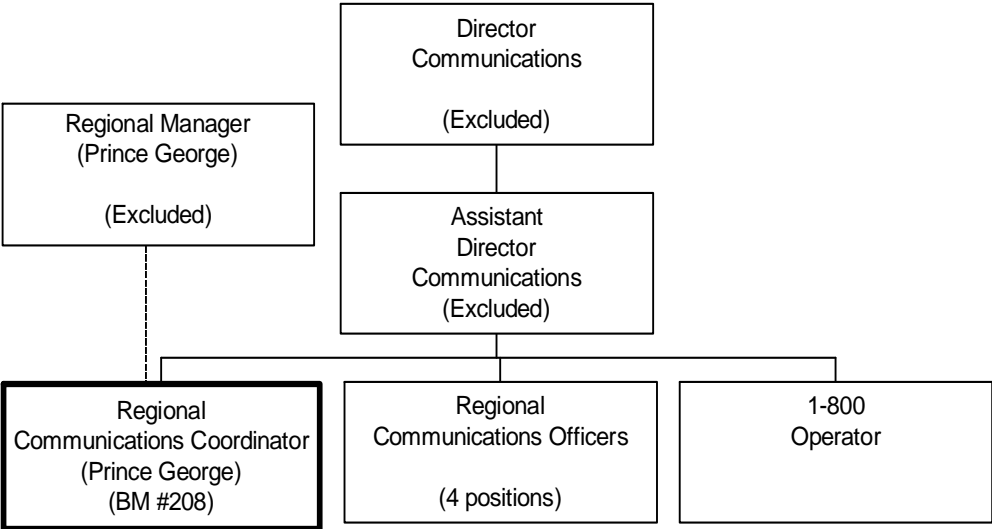 Director
Communications
(Excluded)
Regional Manager
(Prince George)
(Excluded)
Assistant
Director
Communications
(Excluded)
Regional
Communications Coordinator
(Prince George)
(BM #208)
Regional
Communications Officers
(4 positions)
1-800
Operator